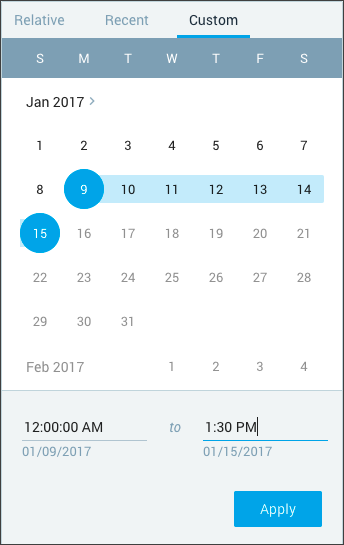 Relative Recent Custom
S M T W T F S
Jan 2017 >
1 2 3 4 5 6 7
8 9 10 11 12 13 14
15 16 17 18 19 20 21
22 23 24 25 26 27 28
29 30 31
Feb 2017 1 2 3 4
12:00:00 AM to 1:30 PM
01/09/2017 01/15/2017
Apply